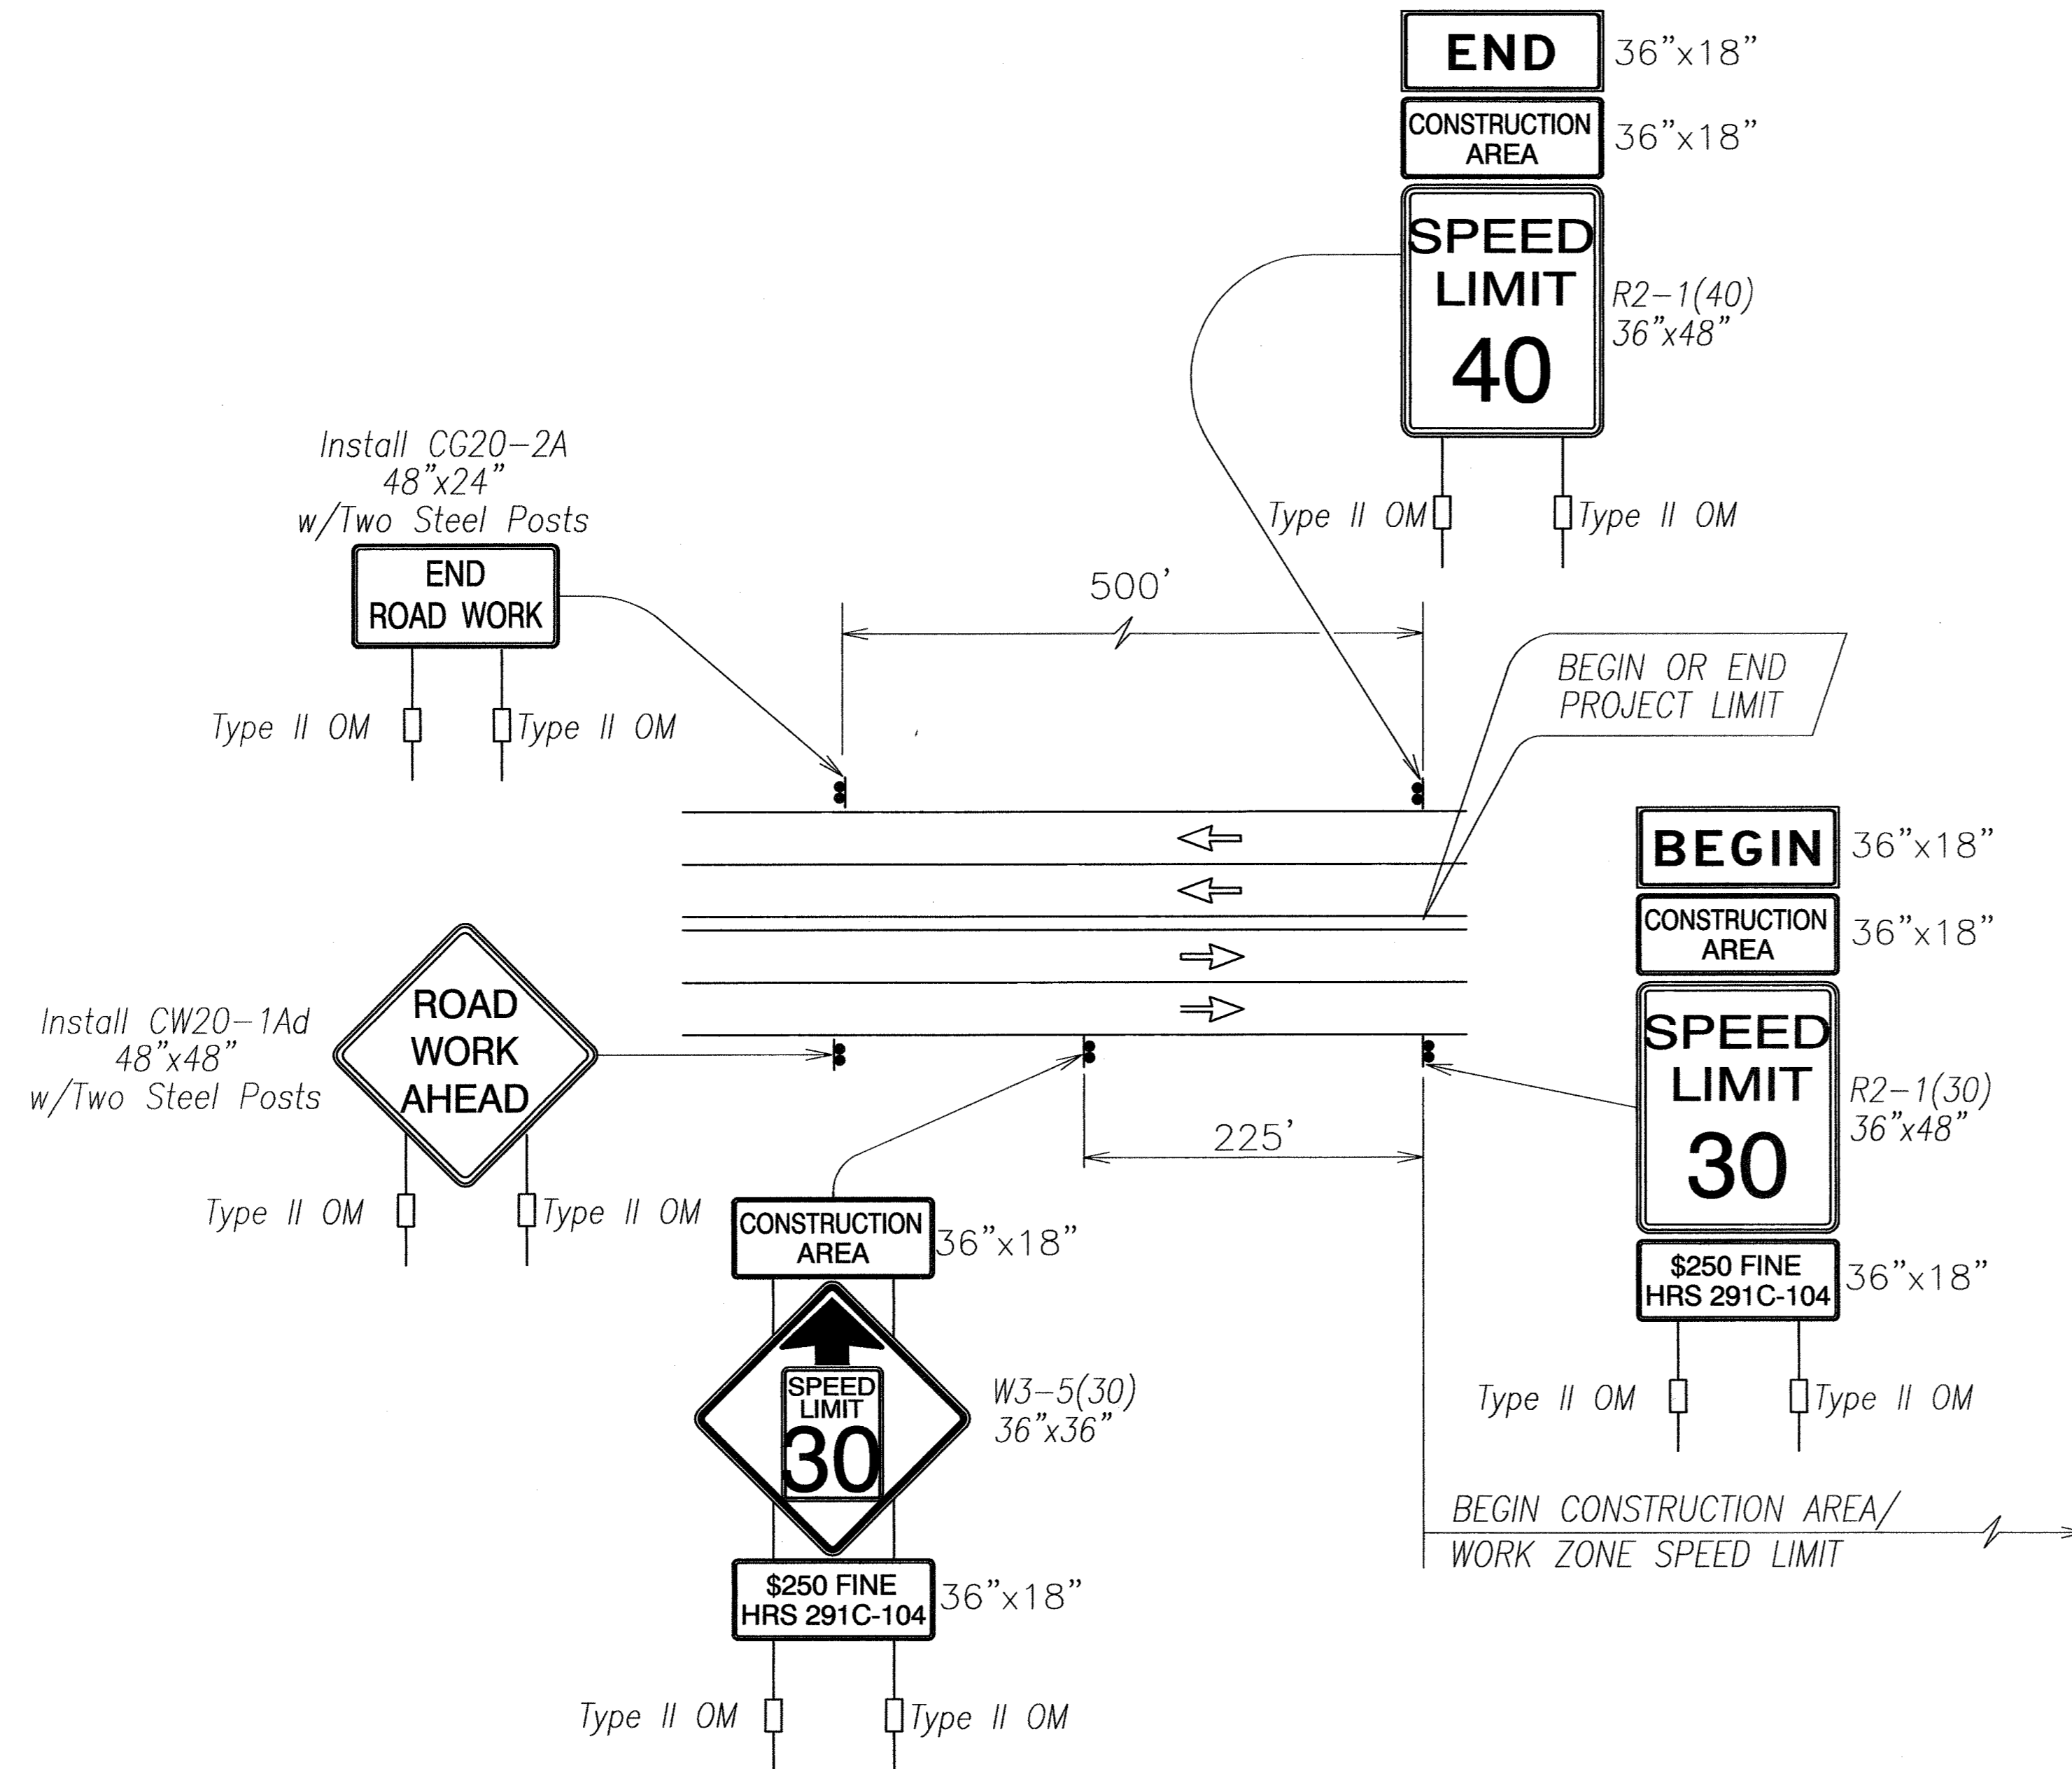 END
36"x18"
CONSTRUCTION
AREA
36"x18"
SPEED
LIMIT
40
R2-1(40)
36"x48"
Type II OM
Type II OM
Install CG20-2A
48"x24"
w/Two Steel Posts
END
ROAD WORK
Type II OM
Type II OM
500'
BEGIN OR END
PROJECT LIMIT
BEGIN
36"x18"
CONSTRUCTION
AREA
36"x18"
SPEED
LIMIT
30
R2-1(30)
36"x48"
$250 FINE
HRS 291C-104
36"x18"
Type II OM
Type II OM
Install CW20-1Ad
48"x48"
w/Two Steel Posts
ROAD
WORK
AHEAD
Type II OM
Type II OM
225'
CONSTRUCTION
AREA
36"x18"
SPEED
LIMIT
30
W3-5(30)
36"x36"
$250 FINE
HRS 291C-104
36"x18"
Type II OM
Type II OM
BEGIN CONSTRUCTION AREA/
WORK ZONE SPEED LIMIT